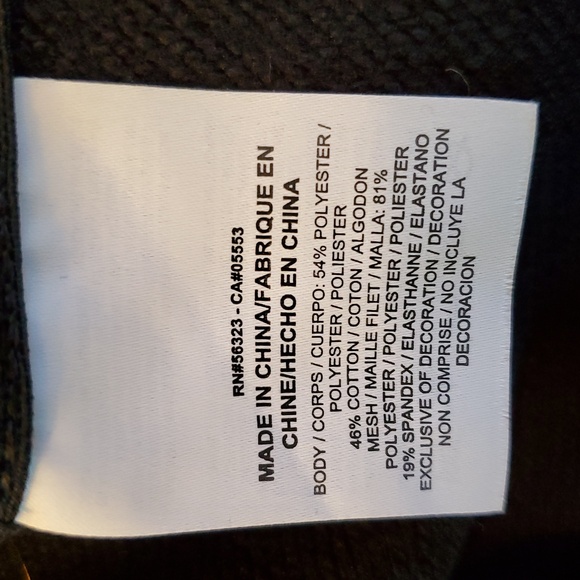 RN#56323 - CA#05553
MADE IN CHINA/FABRIQUE EN
CHINE/HECHO EN CHINA
BODY / CORPS / CUERPO: 54% POLYESTER /
POLYESTER / POLIESTER
46% COTTON / COTON / ALGODON
MESH / MAILLE FILET / MALLA: 81%
POLYESTER / POLYESTER / POLIESTER
19% SPANDEX / ELASTHANNE / ELASTANO
EXCLUSIVE OF DECORATION / DECORATION
NON COMPRISE / NO INCLUYE LA
DECORACION